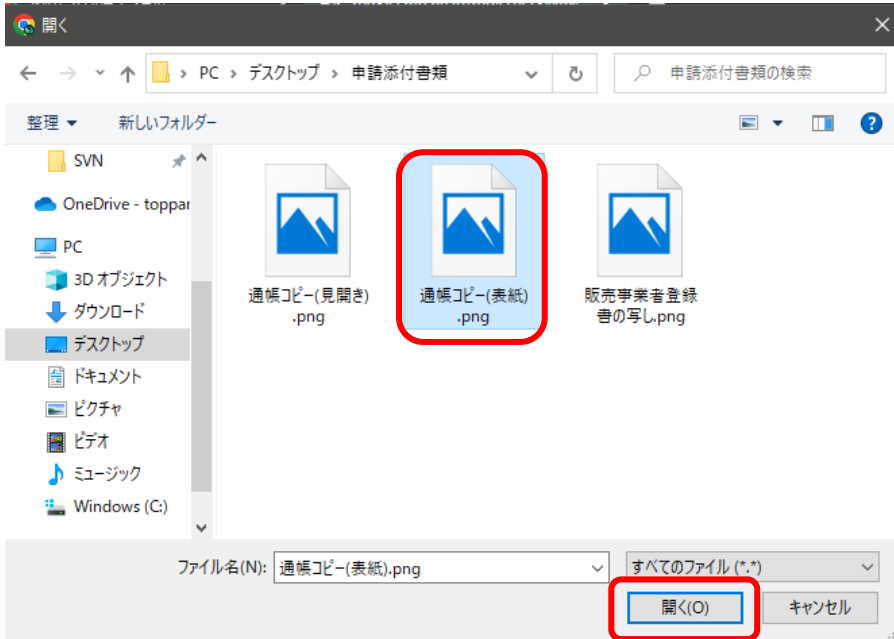 開く
PC › デスクトップ › 申請添付書類
申請添付書類の検索
整理
新しいフォルダー
SVN
OneDrive - toppar
PC
3D オブジェクト
ダウンロード
デスクトップ
ドキュメント
ピクチャ
ビデオ
ミュージック
Windows (C:)
通帳コピー(見開き)
.png
通帳コピー(表紙)
.png
販売事業者登録
書の写し.png
ファイル名(N):
通帳コピー(表紙).png
すべてのファイル (*.*)
開く(O)
キャンセル